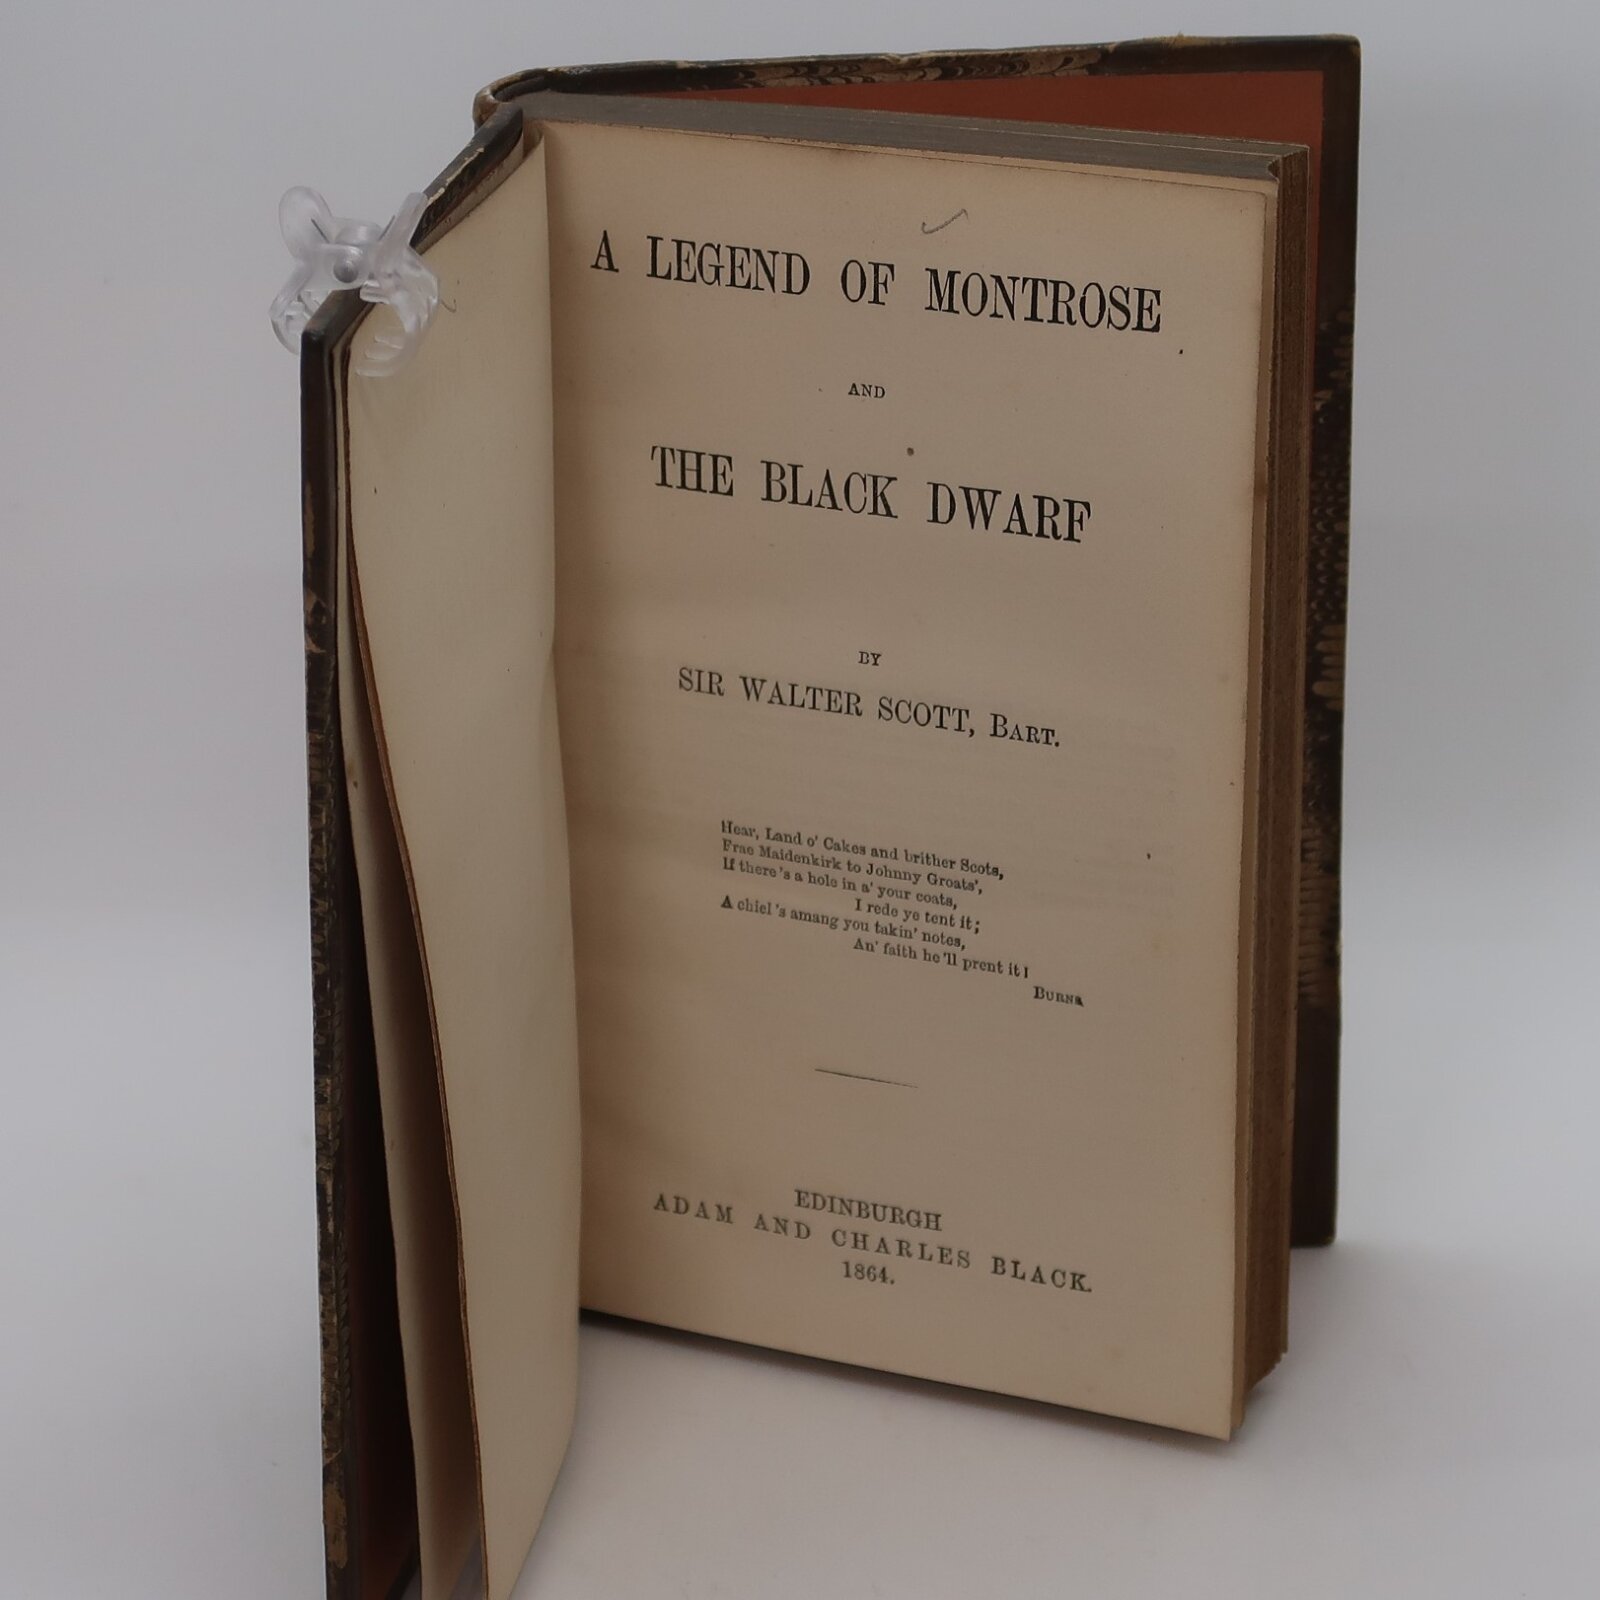 A LEGEND OF MONTROSE
AND
THE BLACK DWARF
BY
SIR WALTER SCOTT, BART.
Hear, Land o' Cakes and brither Scots,
Frae Maidenkirk to Johnny Groats',
If there's a hole in a' your coats,
I rede ye tent it;
A chiel's amang you takin' notes,
An' faith he'll prent it!
BURNS
EDINBURGH
ADAM AND CHARLES BLACK.
1864.